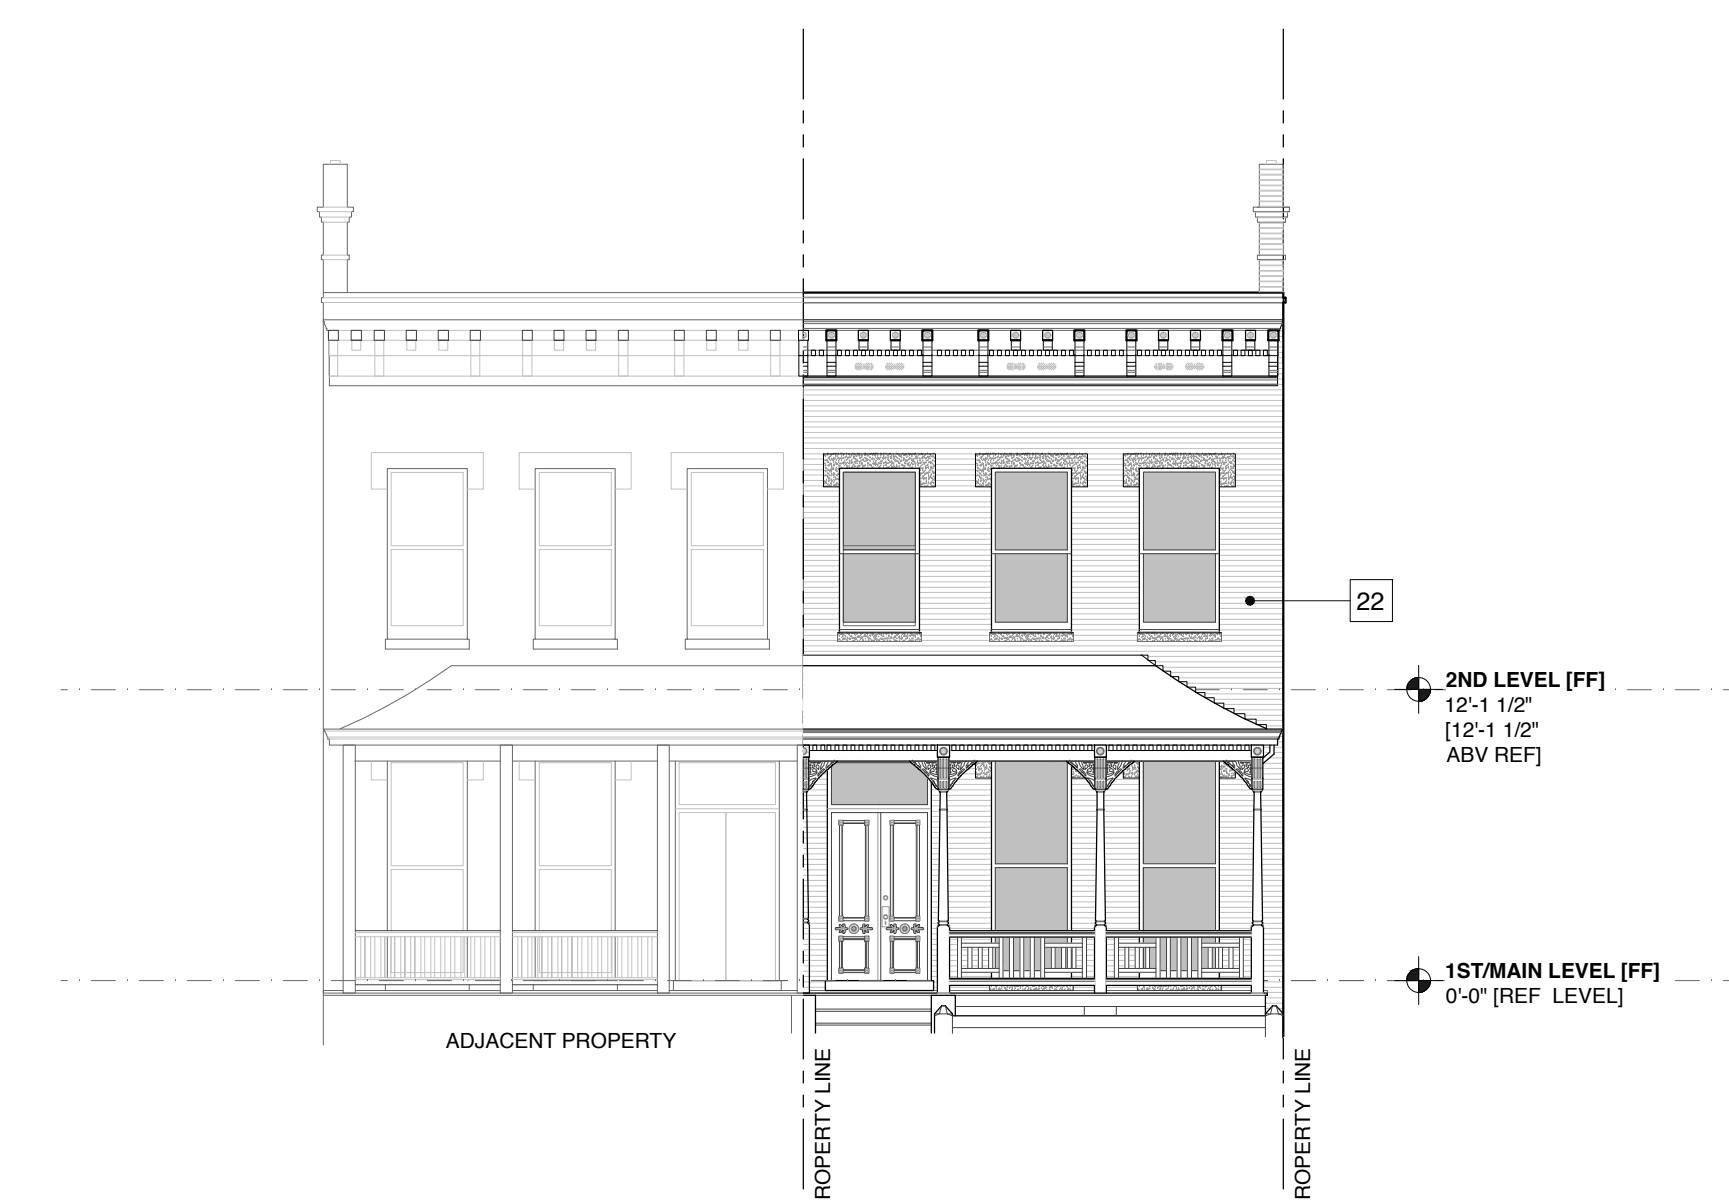 22
2ND LEVEL [FF]
12'-1 1/2"
[12'-1 1/2"
ABV REF]
1ST/MAIN LEVEL [FF]
0'-0" [REF LEVEL]
ADJACENT PROPERTY
ROPERTY LINE
ROPERTY LINE